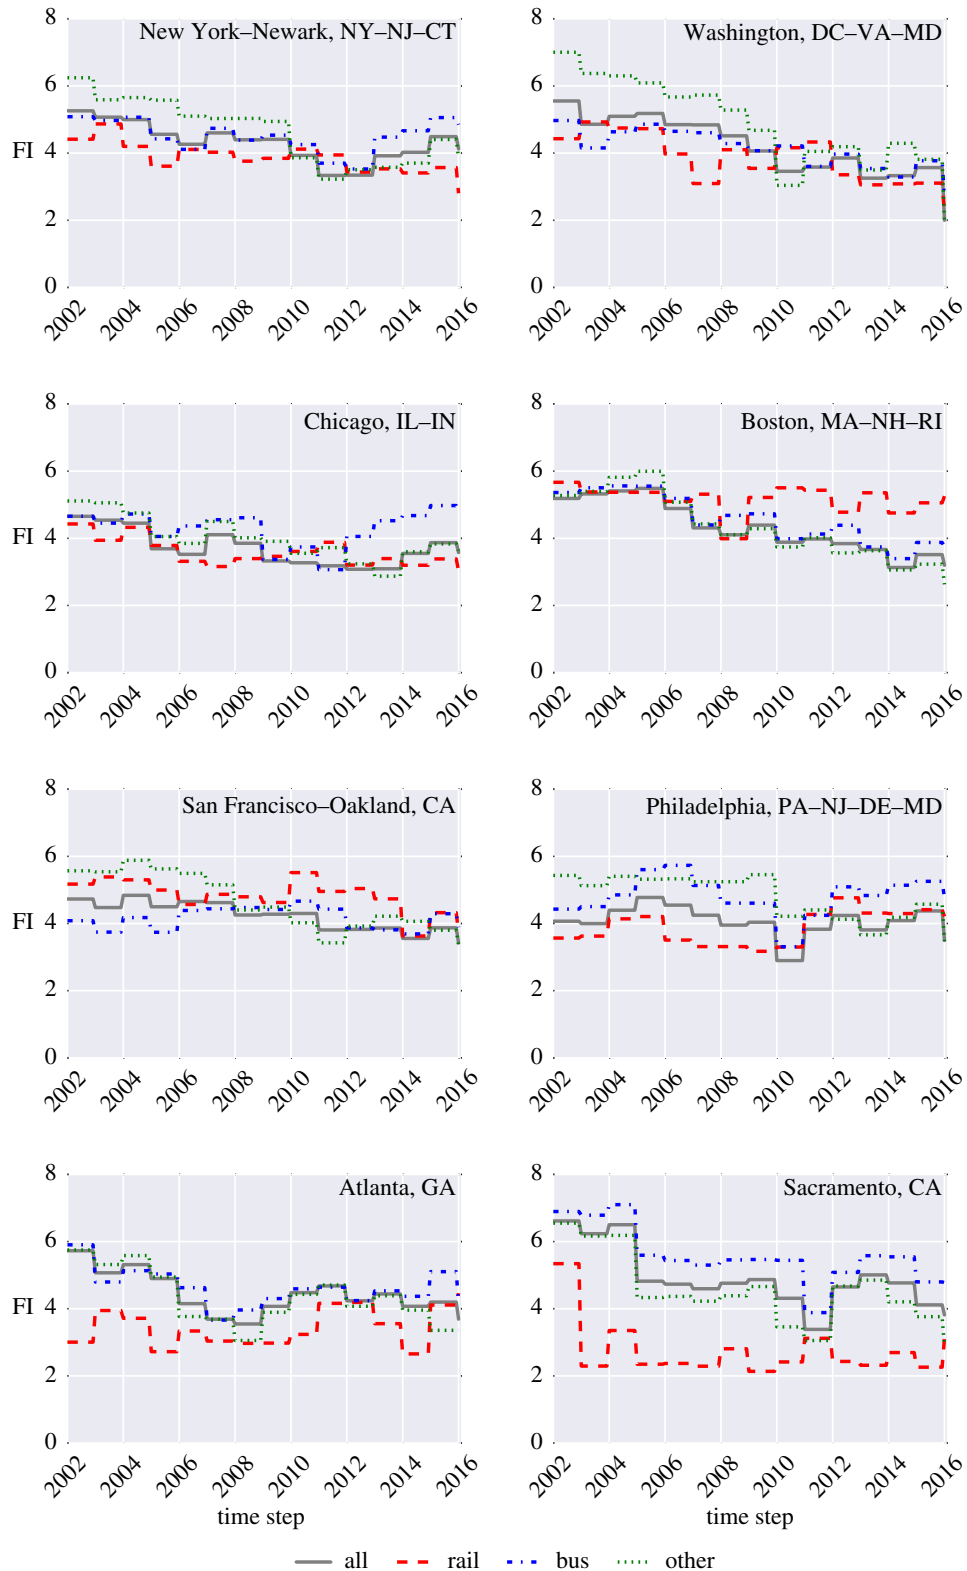 New York–Newark, NY–NJ–CT
Washington, DC–VA–MD
8
6
4
2
0
FI
2002 2004 2006 2008 2010 2012 2014 2016
8
6
4
2
0
2002 2004 2006 2008 2010 2012 2014 2016
Chicago, IL–IN
Boston, MA–NH–RI
8
6
4
2
0
FI
2002 2004 2006 2008 2010 2012 2014 2016
8
6
4
2
0
2002 2004 2006 2008 2010 2012 2014 2016
San Francisco–Oakland, CA
Philadelphia, PA–NJ–DE–MD
8
6
4
2
0
FI
2002 2004 2006 2008 2010 2012 2014 2016
8
6
4
2
0
2002 2004 2006 2008 2010 2012 2014 2016
Atlanta, GA
Sacramento, CA
8
6
4
2
0
FI
2002 2004 2006 2008 2010 2012 2014 2016
time step
8
6
4
2
0
2002 2004 2006 2008 2010 2012 2014 2016
time step
all rail bus other